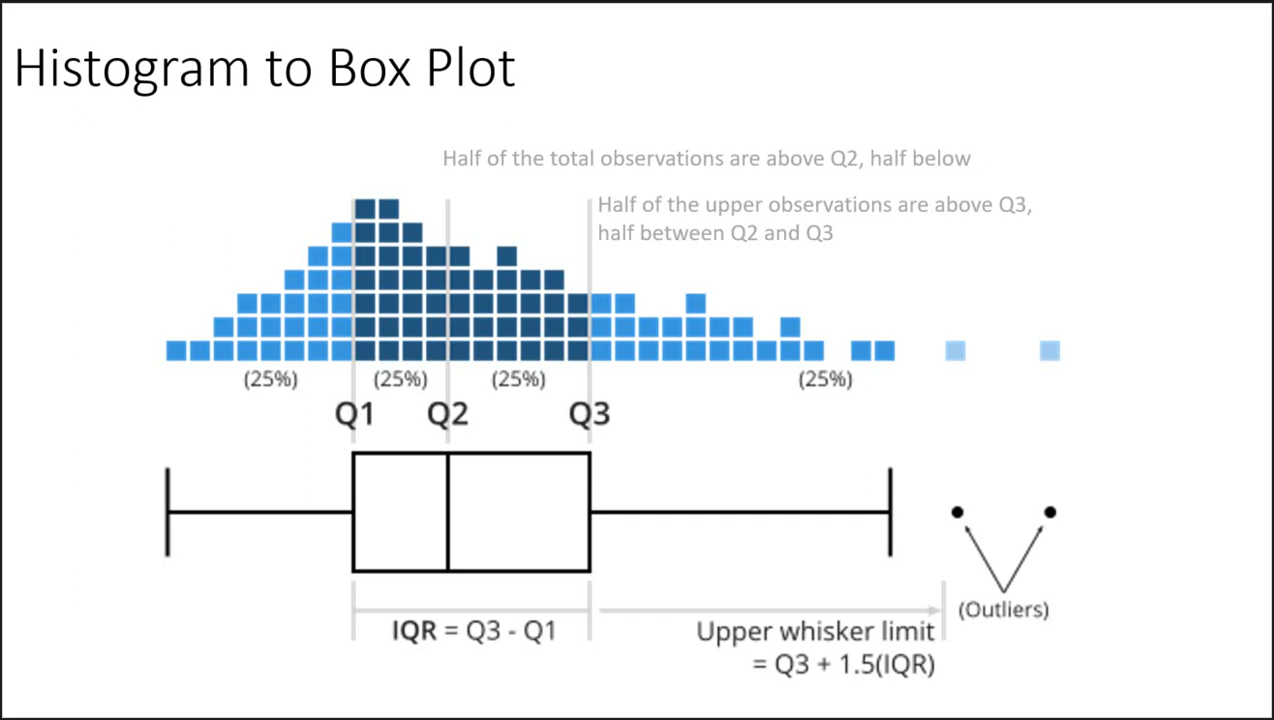 Histogram to Box Plot
Half of the total observations are above Q2, half below
Half of the upper observations are above Q3,
half between Q2 and Q3
(25%) (25%) (25%) (25%)
Q1 Q2 Q3
(Outliers)
IQR = Q3 - Q1
Upper whisker limit
= Q3 + 1.5(IQR)